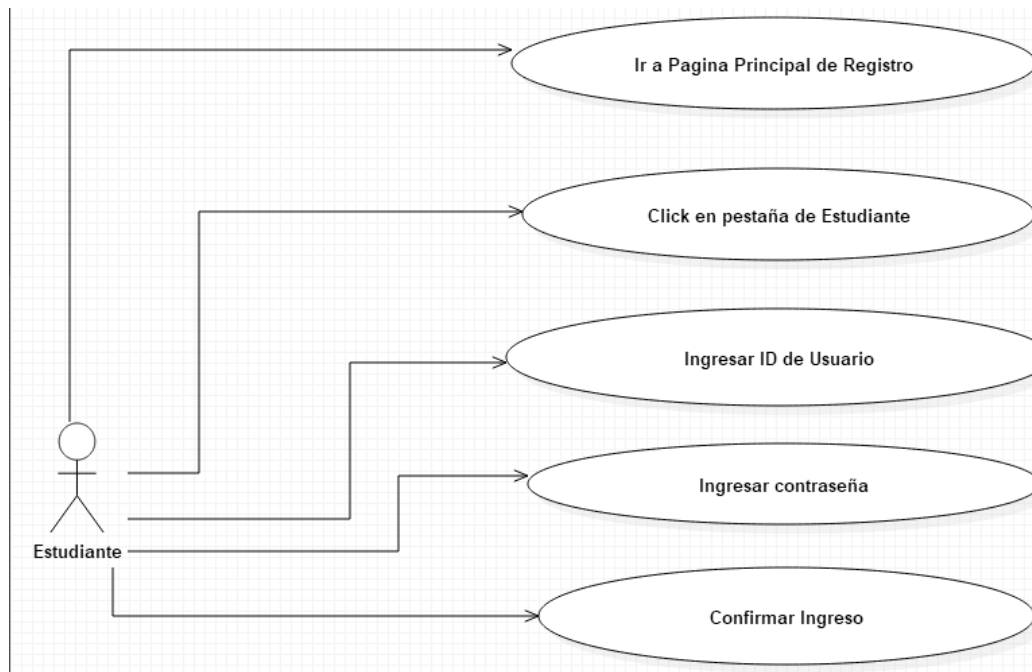 Ir a Pagina Principal de Registro
Click en pestaña de Estudiante
Ingresar ID de Usuario
Ingresar contraseña
Estudiante
Confirmar Ingreso